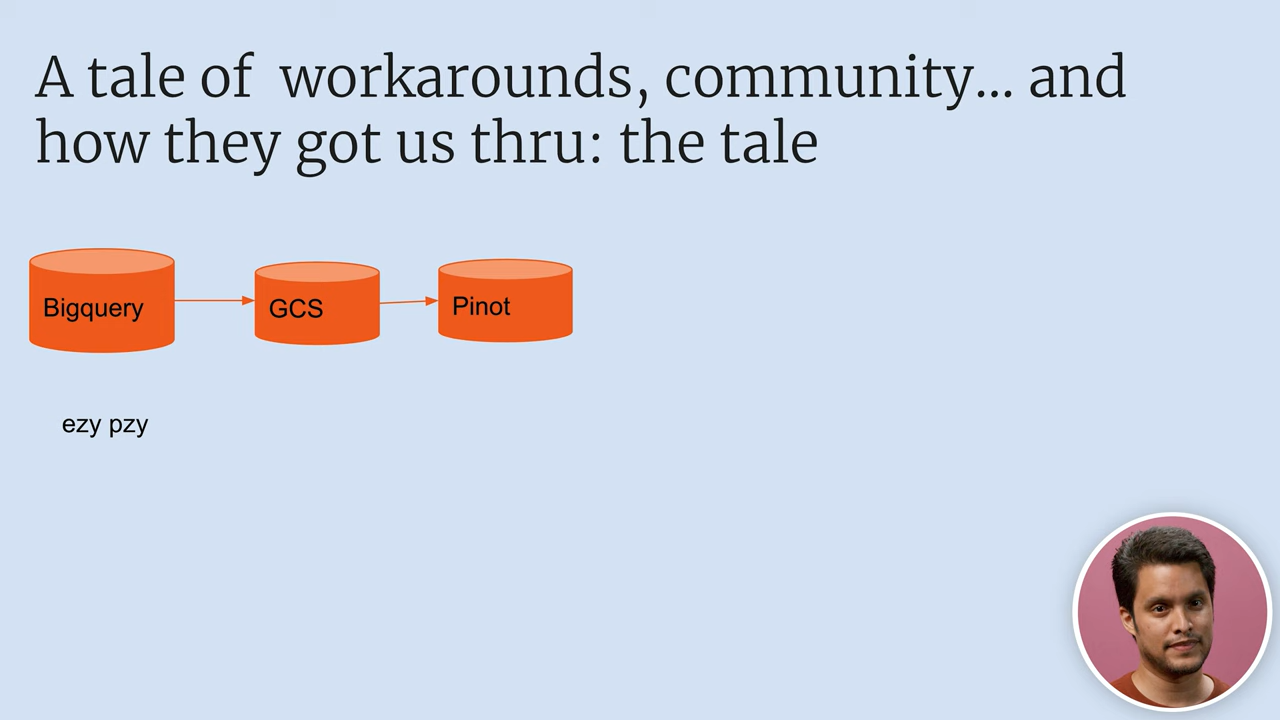 A tale of  workarounds, community... and
how they got us thru: the tale
Bigquery
GCS
Pinot
ezy pzy